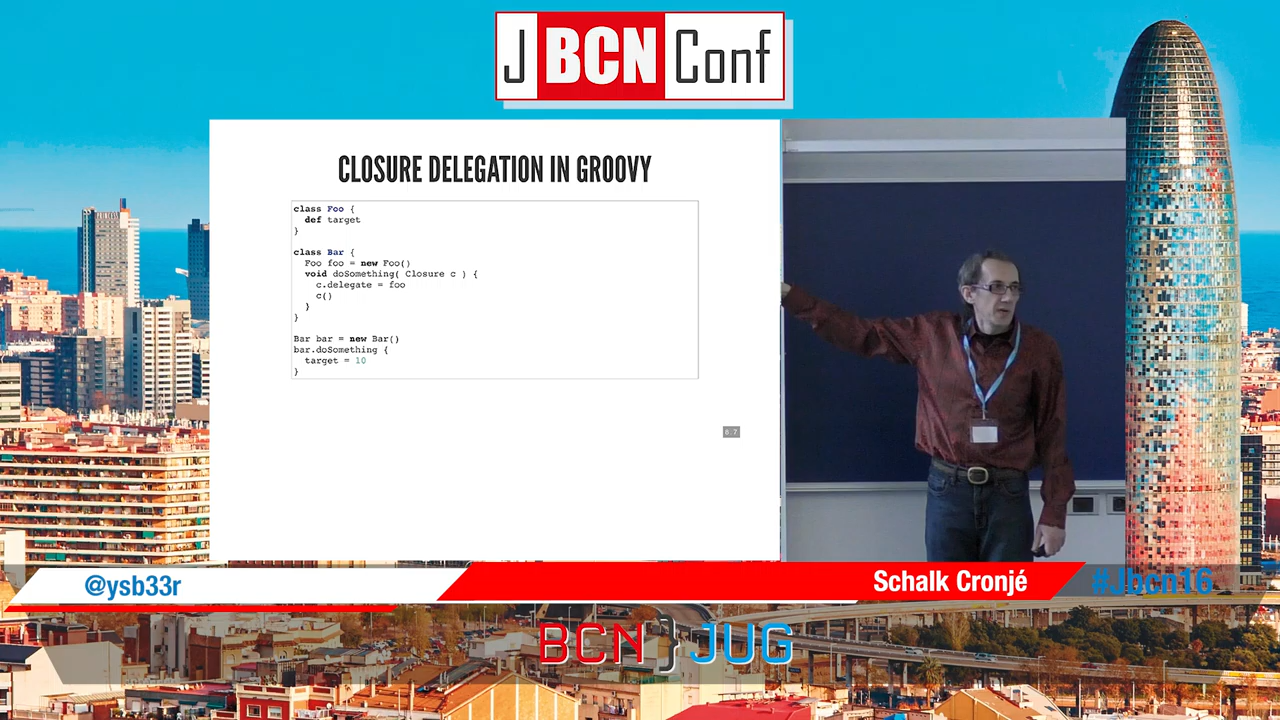 J BCN Conf
CLOSURE DELEGATION IN GROOVY
class Foo {
  def target
}
class Bar {
  Foo foo = new Foo()
  void doSomething( Closure c ) {
    c.delegate = foo
    c()
  }
}
Bar bar = new Bar()
bar.doSomething {
  target = 10
}
@ysb33r
Schalk Cronjé
#Jbcn16
BCN JUG